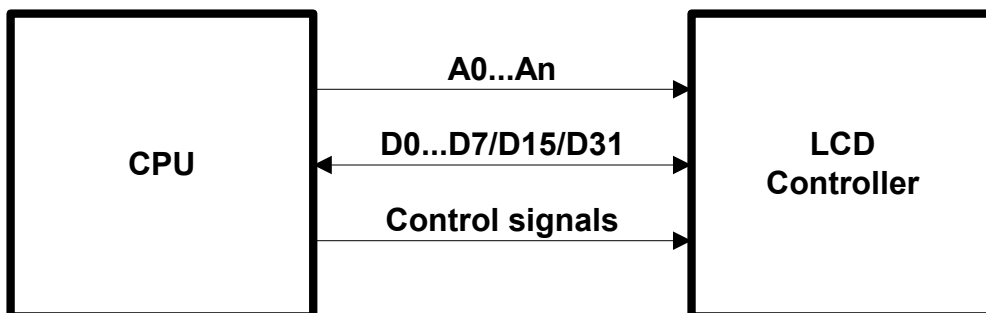 A0...An
D0...D7/D15/D31
CPU
LCD
Controller
Control signals